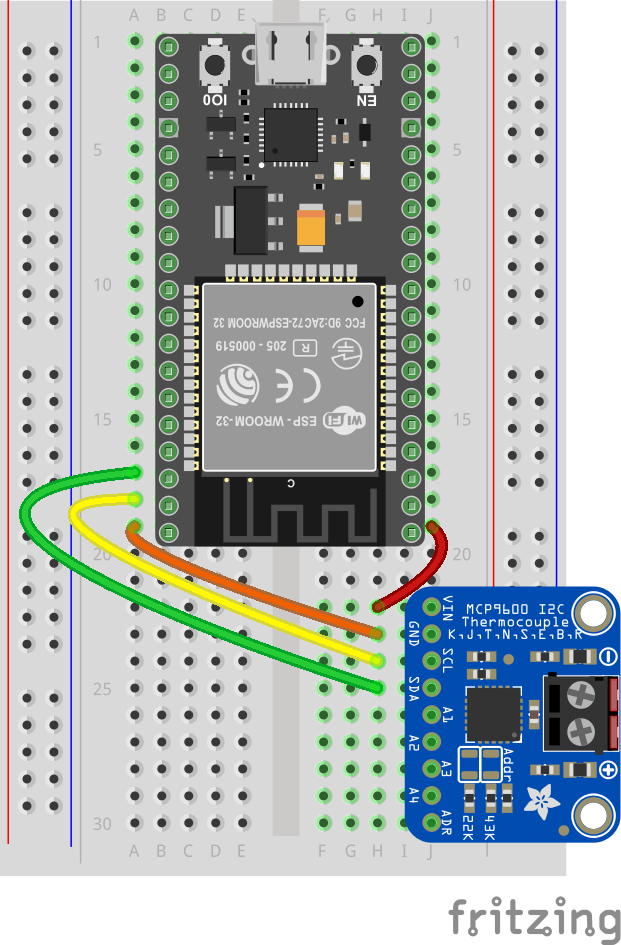 A B C D E F G H I J
1 1
IO0 EN
5 5
10 10
FCC 9D:2AC72-ESPWROOM 32
205 - 000519 R
CE
ESP - WROOM-32 Wi Fi
15 15
C
20 20
MCP9600 I2C
Thermocouple
K,J,T,N,S,E,B,R
VIN
GND
SCL
SDA
A1
A2
A3
A4
ADR
Addr
22K
43K
25
30
A B C D E F G H I J
fritzing